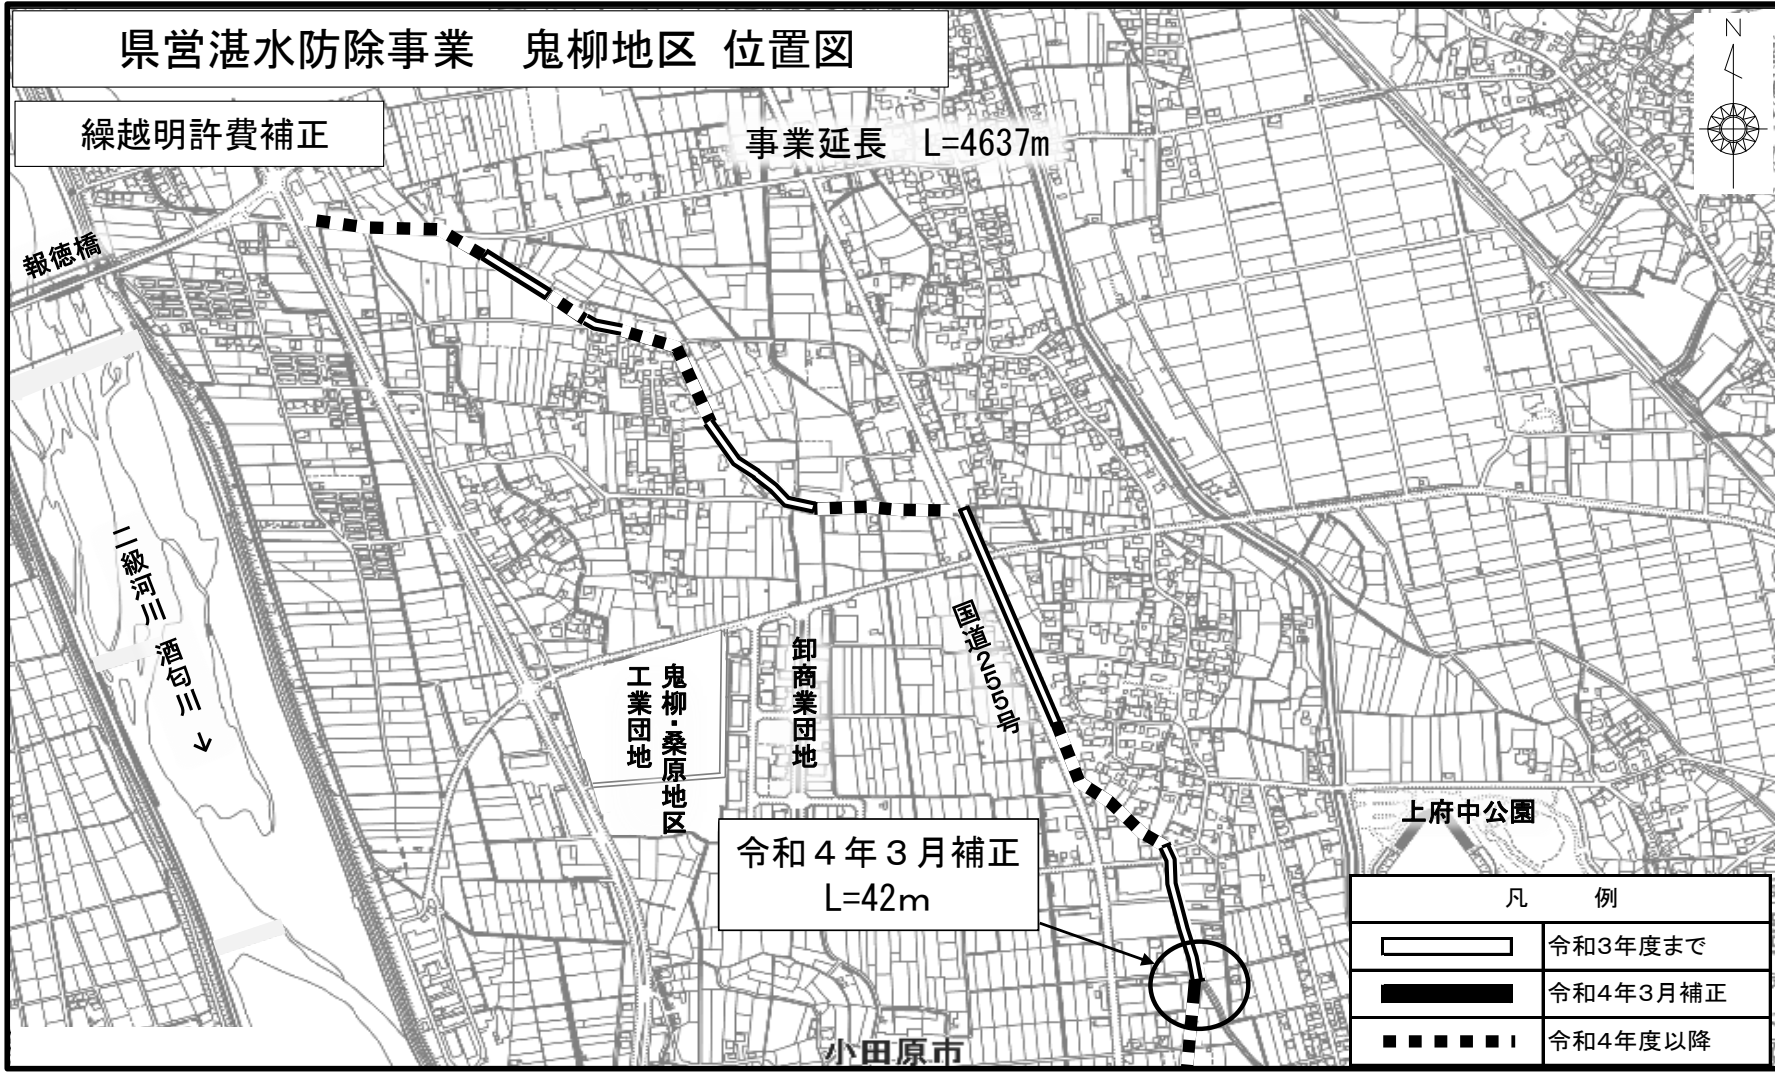 県営湛水防除事業　鬼柳地区 位置図
繰越明許費補正
事業延長　L=4637m
N
報徳橋
二級河川 酒匂川 →
鬼柳・桑原地区
工業団地
卸商業団地
国道255号
上府中公園
令和４年３月補正
L=42m
小田原市
凡　例
令和3年度まで
令和4年3月補正
令和4年度以降